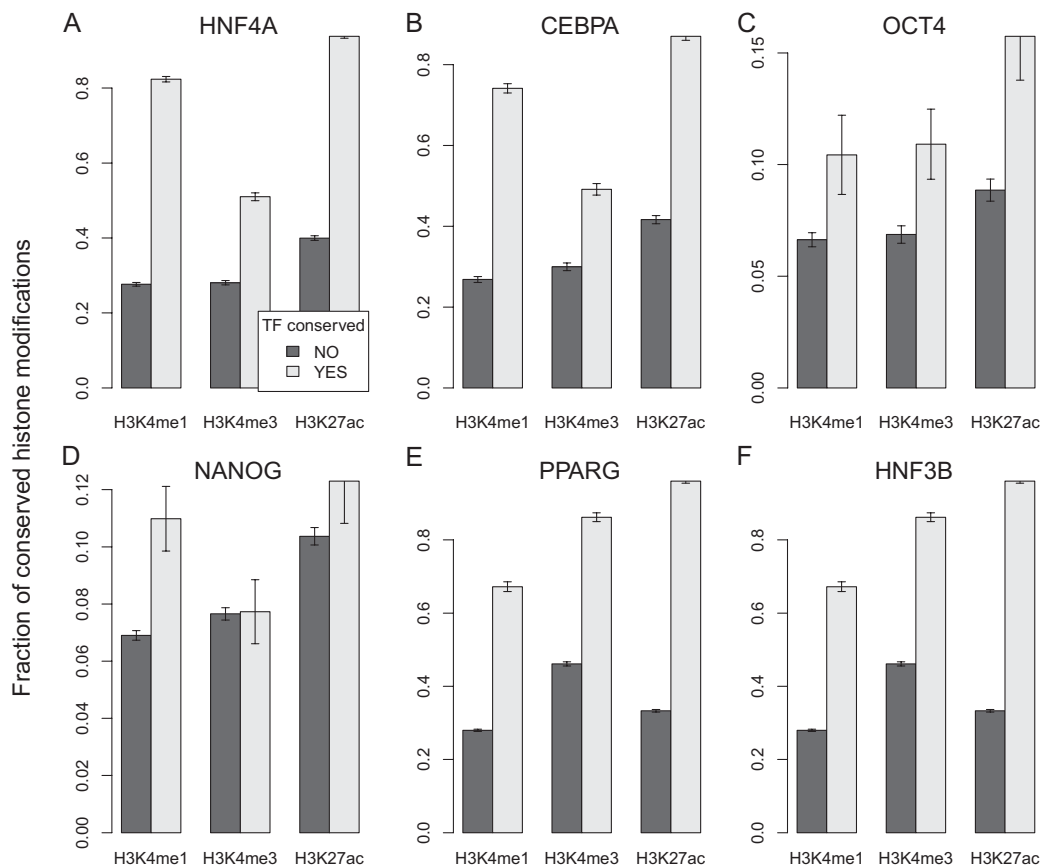 Fraction of conserved histone modifications
A HNF4A
0.8
0.6
0.4
0.2
0.0
H3K4me1 H3K4me3 H3K27ac
TF conserved
NO
YES
B CEBPA
0.8
0.6
0.4
0.2
0.0
H3K4me1 H3K4me3 H3K27ac
C OCT4
0.15
0.10
0.05
0.00
H3K4me1 H3K4me3 H3K27ac
D NANOG
0.12
0.10
0.08
0.06
0.04
0.02
0.00
H3K4me1 H3K4me3 H3K27ac
E PPARG
0.8
0.6
0.4
0.2
0.0
H3K4me1 H3K4me3 H3K27ac
F HNF3B
0.8
0.6
0.4
0.2
0.0
H3K4me1 H3K4me3 H3K27ac